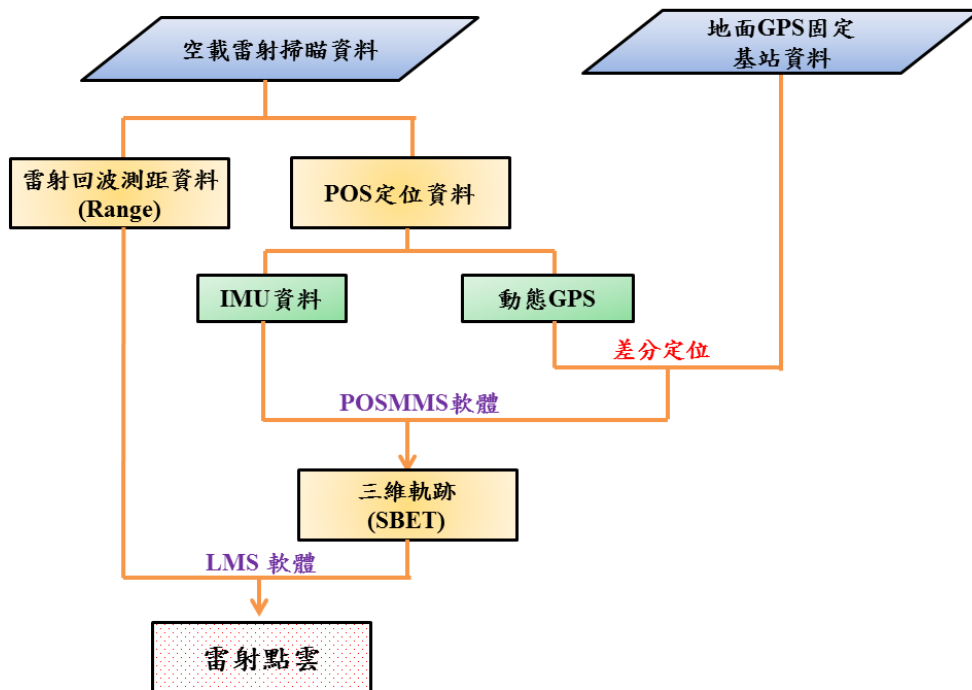 空載雷射掃瞄資料
地面GPS固定
基站資料
雷射回波測距資料
(Range)
POS定位資料
IMU資料
動態GPS
差分定位
POSMMS軟體
三維軌跡
(SBET)
LMS 軟體
雷射點雲